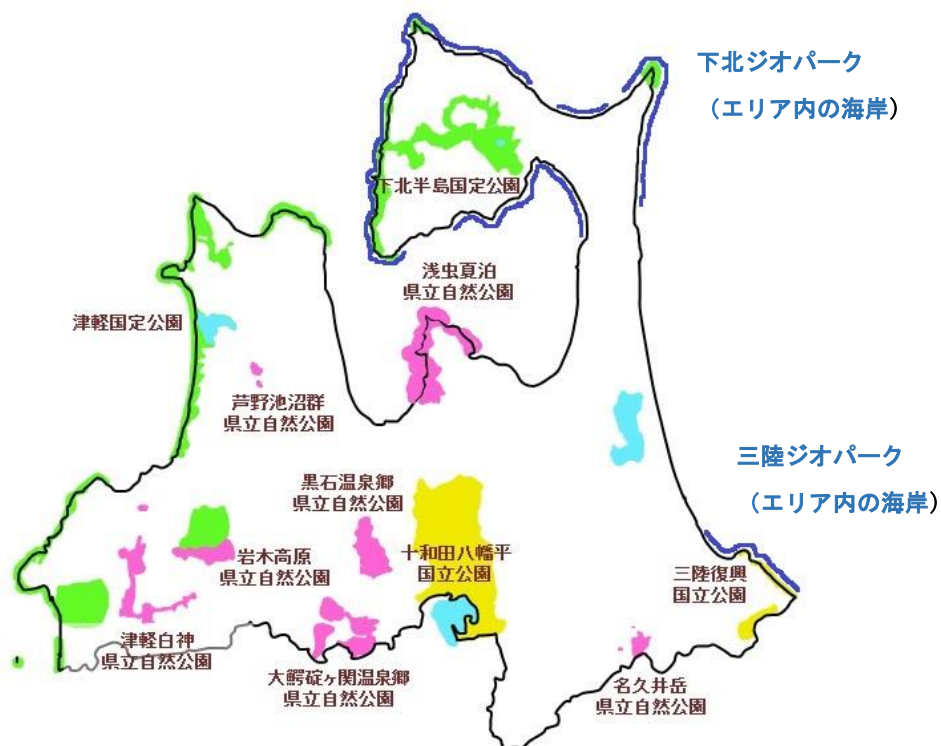 下北ジオパーク
（エリア内の海岸）
下北半島国定公園
浅虫夏泊
県立自然公園
津軽国定公園
芦野池沼群
県立自然公園
三陸ジオパーク
（エリア内の海岸）
黒石温泉郷
県立自然公園
十和田八幡平
国立公園
岩木高原
県立自然公園
三陸復興
国立公園
津軽白神
県立自然公園
大鰐碇ヶ関温泉郷
県立自然公園
名久井岳
県立自然公園